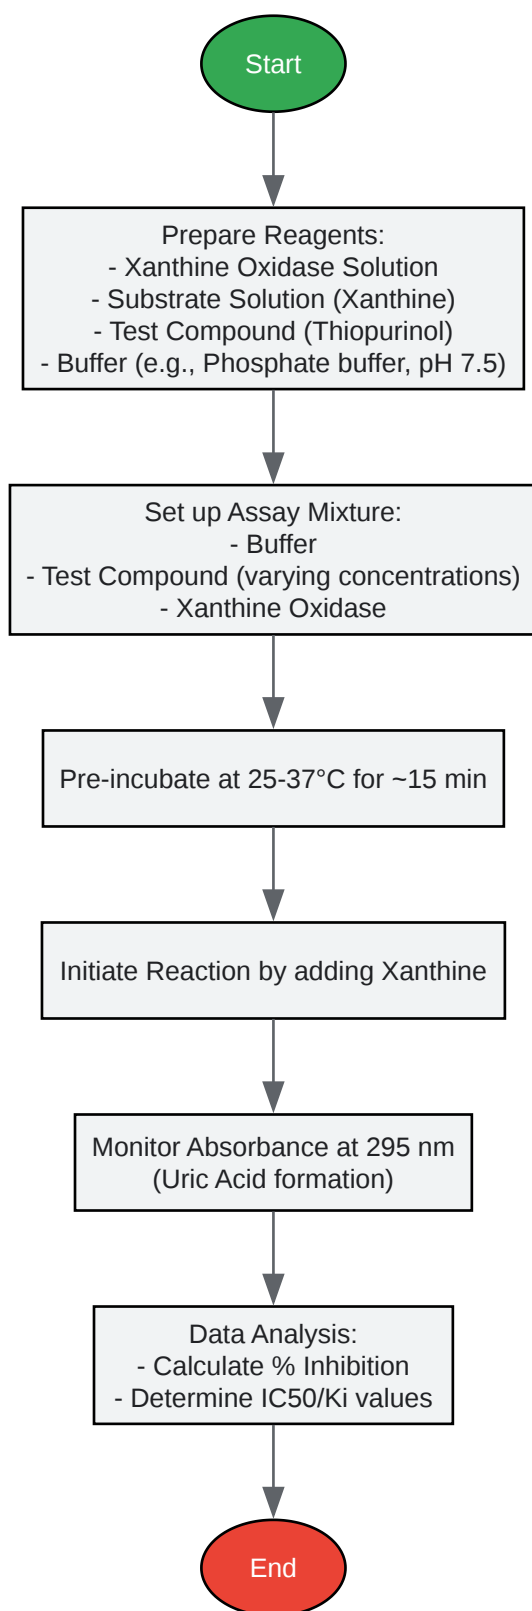 Start
Prepare Reagents:
- Xanthine Oxidase Solution
- Substrate Solution (Xanthine)
- Test Compound (Thiopurinol)
- Buffer (e.g., Phosphate buffer, pH 7.5)
Set up Assay Mixture:
- Buffer
- Test Compound (varying concentrations)
- Xanthine Oxidase
Pre-incubate at 25-37°C for ~15 min
Initiate Reaction by adding Xanthine
Monitor Absorbance at 295 nm
(Uric Acid formation)
Data Analysis:
- Calculate % Inhibition
- Determine IC50/Ki values
End